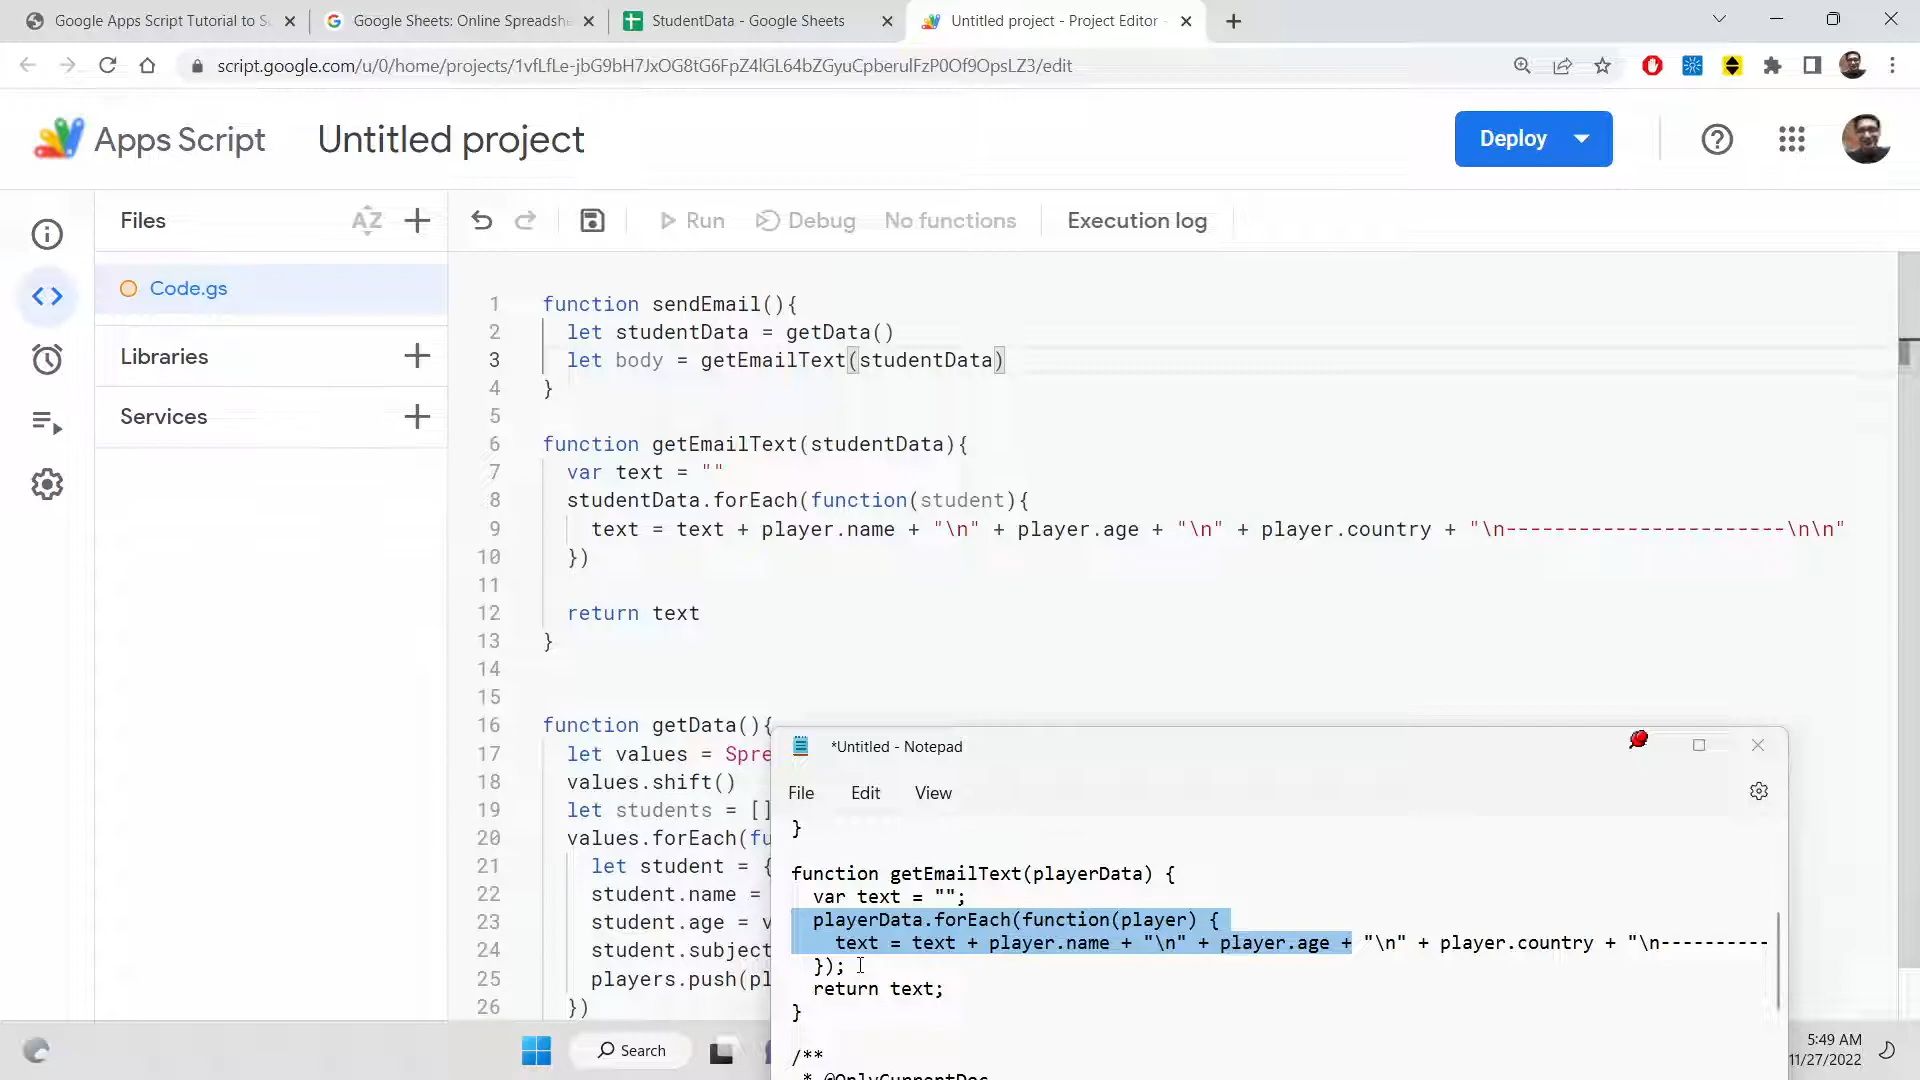 Google Apps Script Tutorial to S
Google Sheets: Online Spreadshe
StudentData - Google Sheets
Untitled project - Project Editor -
script.google.com/u/0/home/projects/1vfLfLe-jbG9bH7JxOG8tG6FpZ4lGL64bZGyuCpberulFzP0Of9OpsLZ3/edit
Apps Script
Untitled project
Deploy
Files
AZ
Run
Debug
No functions
Execution log
Code.gs
Libraries
Services
1 function sendEmail(){
2 let studentData = getData()
3 let body = getEmailText(studentData)
4 }
5
6 function getEmailText(studentData){
7 var text = ""
8 studentData.forEach(function(student){
9 text = text + player.name + "\n" + player.age + "\n" + player.country + "\n-----------------------\n\n"
10 })
11
12 return text
13 }
14
15
16 function getData(){
17 let values = Spre
18 values.shift()
19 let students = []
20 values.forEach(fu
21 let student = {
22 student.name =
23 student.age = v
24 student.subject
25 players.push(pl
26 })
*Untitled - Notepad
File Edit View
}
function getEmailText(playerData) {
var text = "";
playerData.forEach(function(player) {
text = text + player.name + "\n" + player.age + "\n" + player.country + "\n----------
});
return text;
}
/**
* @OnlyCurrentDoc
Search
5:49 AM
11/27/2022